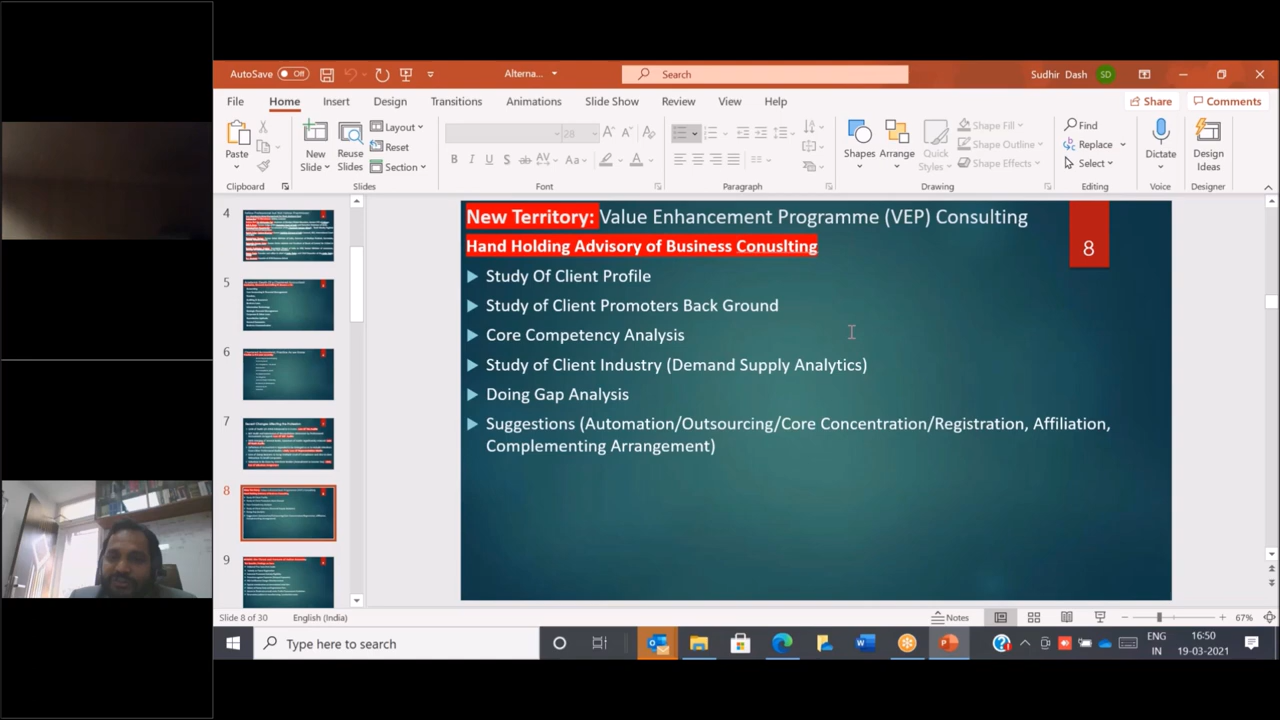 AutoSave Off
Alterna...
Search
Sudhir Dash SD
File Home Insert Design Transitions Animations Slide Show Review View Help
Share Comments
Paste
New Slide
Reuse Slides
Layout
Reset
Section
28
B I U S ab AV Aa A
Shapes
Arrange
Quick Styles
Shape Fill
Shape Outline
Shape Effects
Find
Replace
Select
Dictate
Design Ideas
Clipboard Slides Font Paragraph Drawing Editing Voice Designer
4
5
6
7
8
9
New Territory: Value Enhancement Programme (VEP) Consulting
8
Hand Holding Advisory of Business Conuslting
Study Of Client Profile
Study of Client Promoters Back Ground
Core Competency Analysis
Study of Client Industry (Demand Supply Analytics)
Doing Gap Analysis
Suggestions (Automation/Outsorcing/Core Concentration/Registration, Affiliation,
Complementing Arrangement)
Slide 8 of 30 English (India) Notes 67%
Type here to search
ENG
IN
16:50
19-03-2021